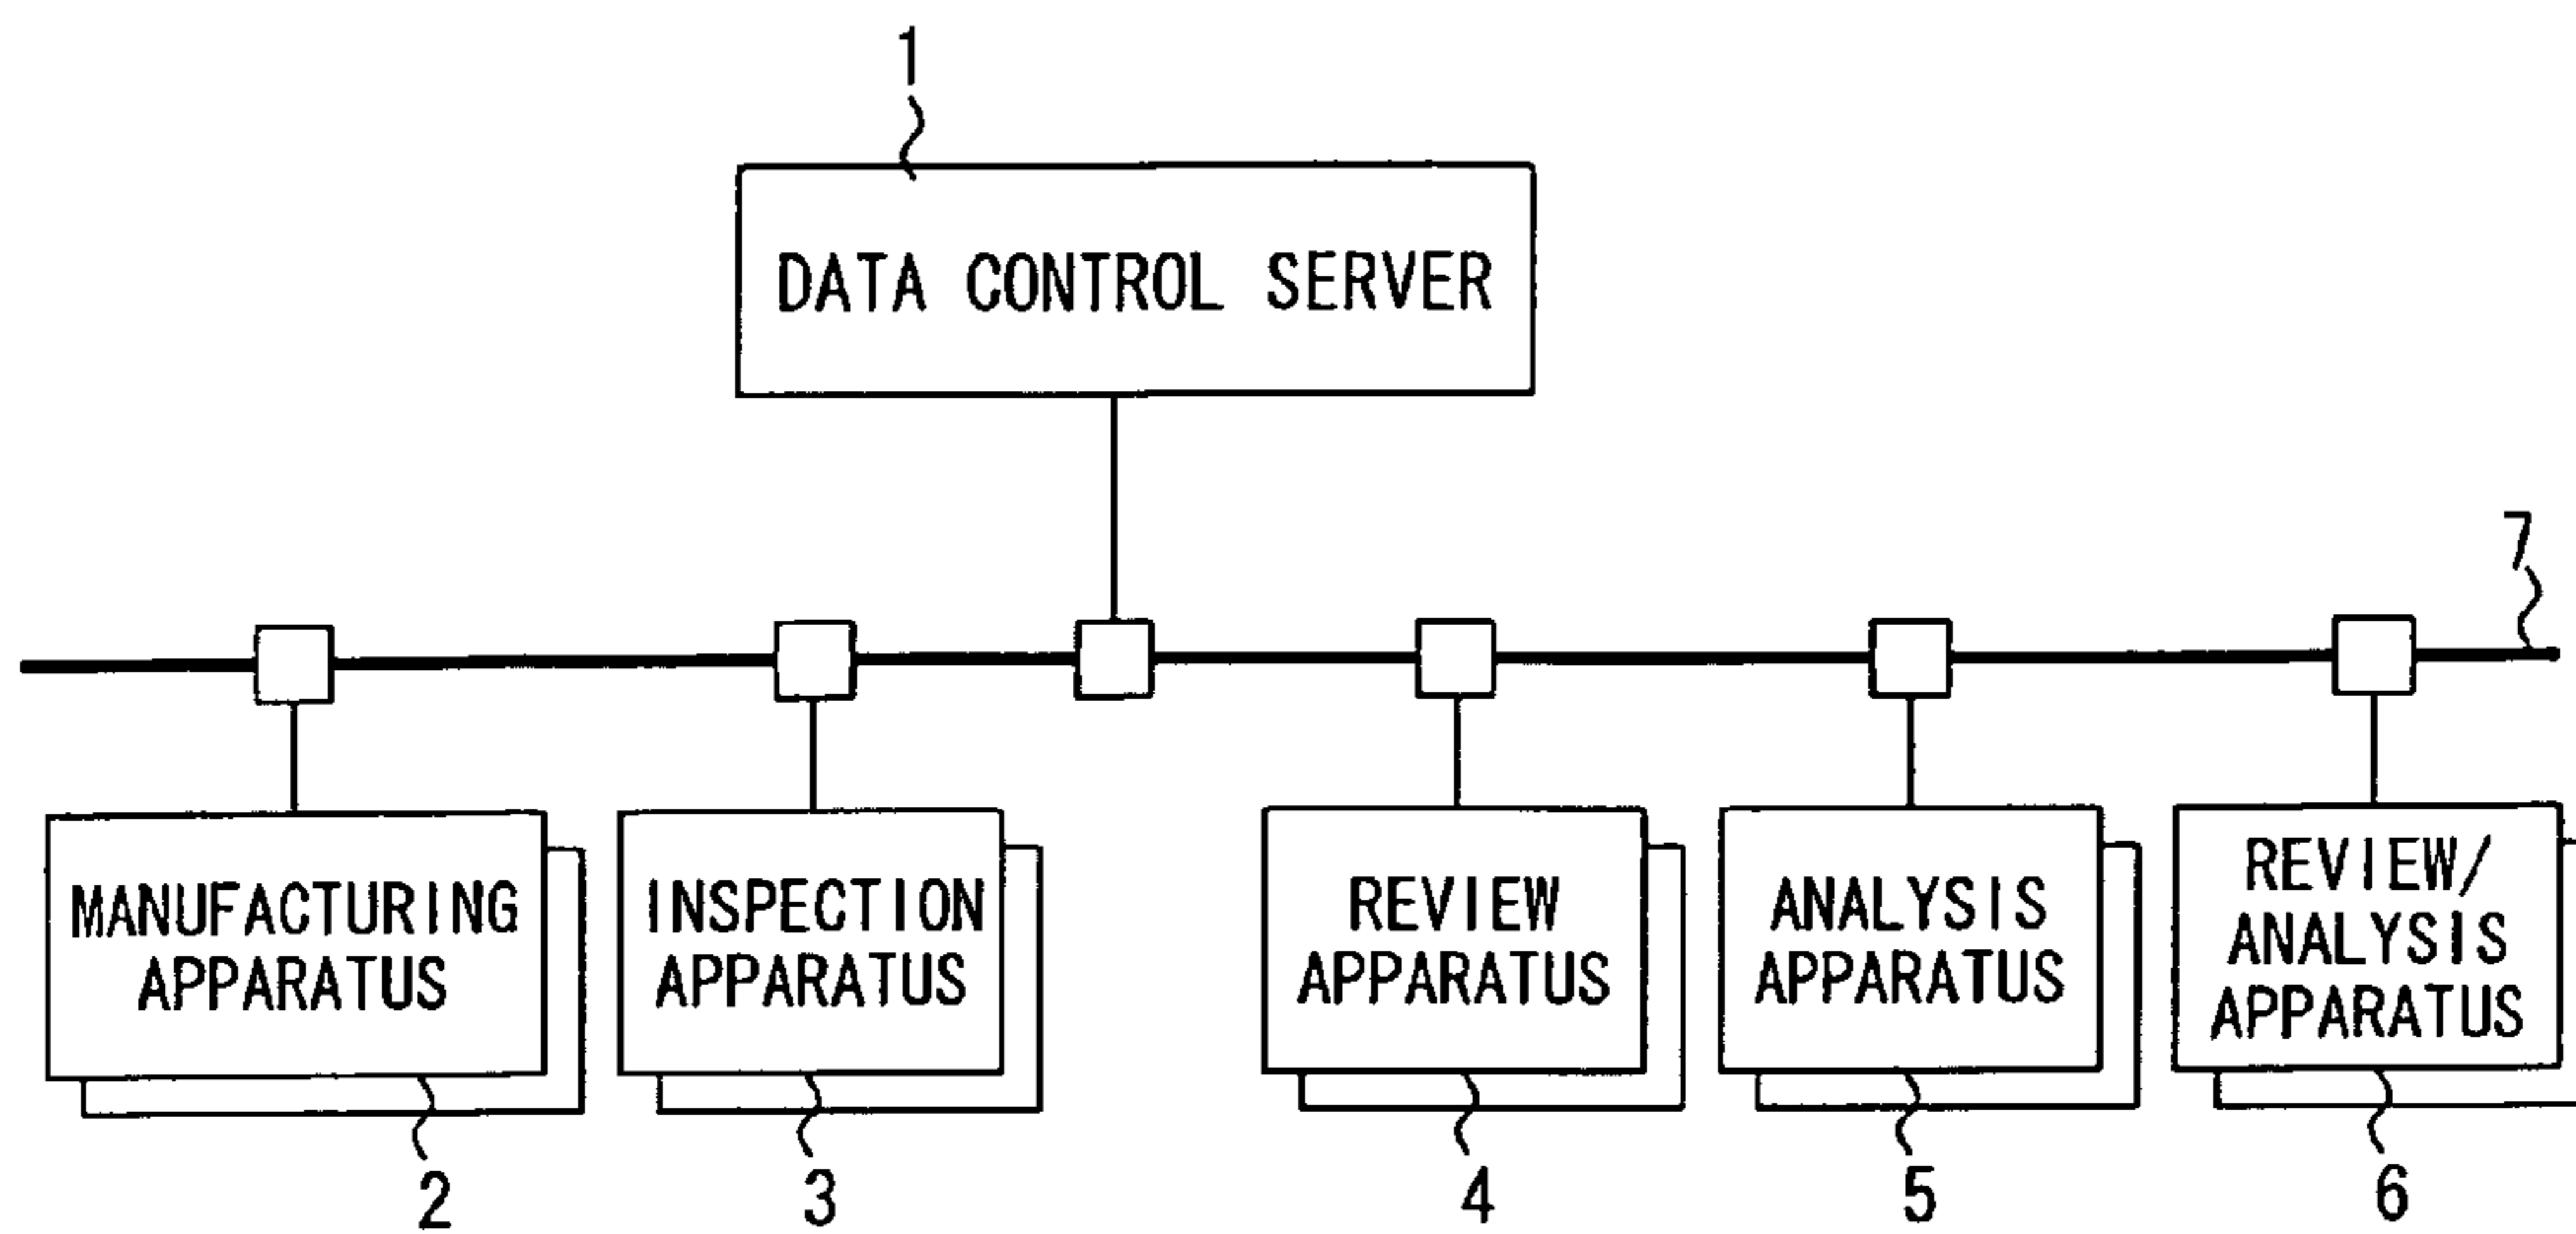 1
DATA CONTROL SERVER
7
MANUFACTURING
APPARATUS
INSPECTION
APPARATUS
REVIEW
APPARATUS
ANALYSIS
APPARATUS
REVIEW/
ANALYSIS
APPARATUS
2
3
4
5
6